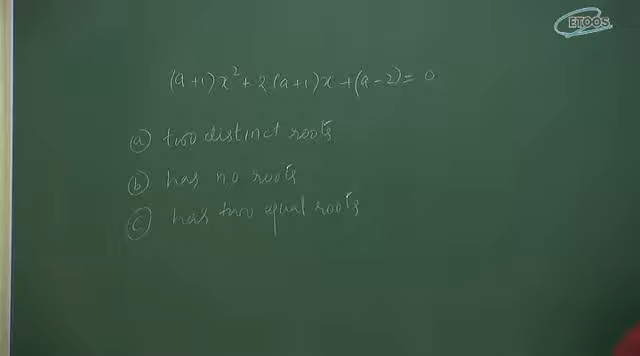 ETOOS
(a+1)x² + 2(a+1)x + (a-2) = 0
(a) two distinct roots
(b) has no roots
(c) has two equal roots